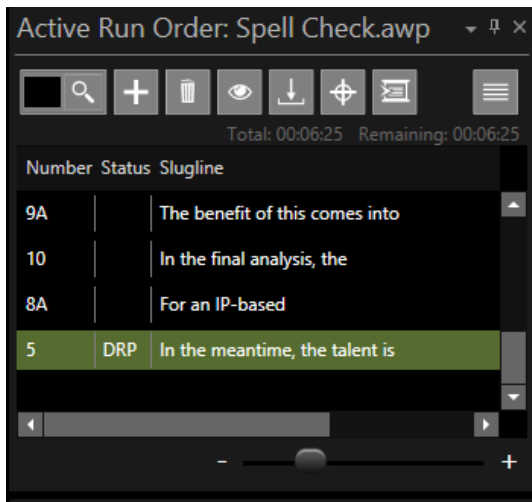 Active Run Order: Spell Check.awp
Total: 00:06:25 Remaining: 00:06:25
Number Status Slugline
9A The benefit of this comes into
10 In the final analysis, the
8A For an IP-based
5 DRP In the meantime, the talent is
- +